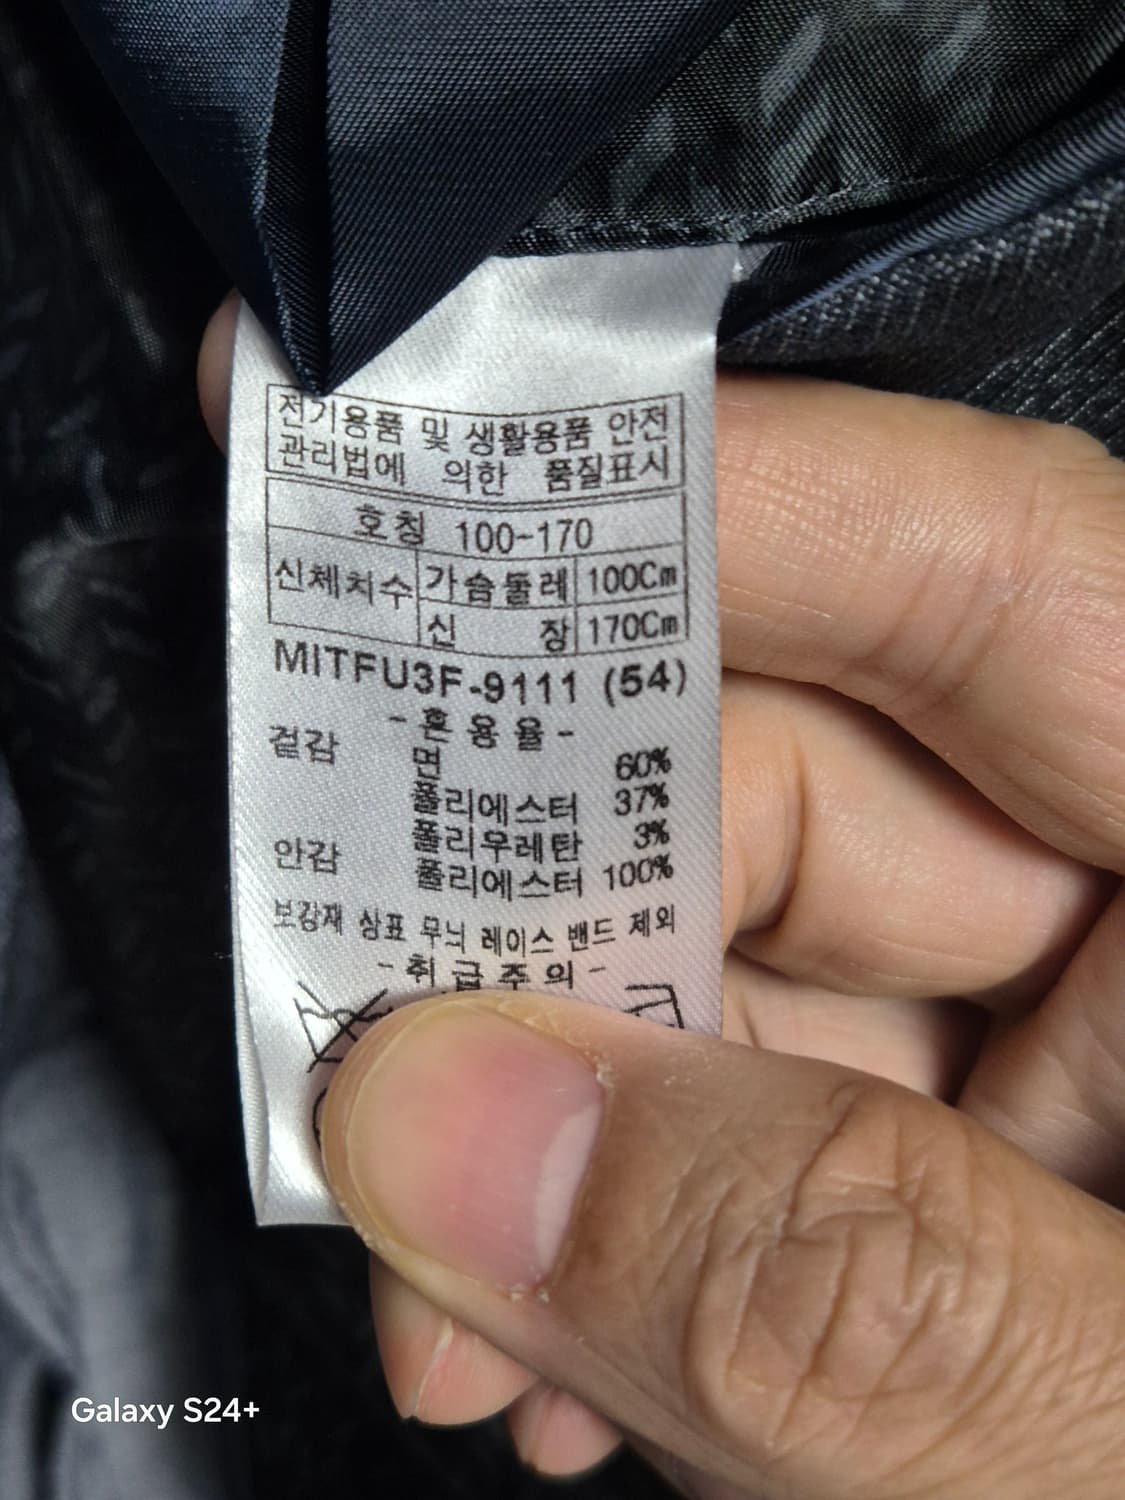 전기용품 및 생활용품 안전
관리법에 의한 품질표시
호칭 100-170
신체치수 가슴둘레 100Cm
신 장 170Cm
MITFU3F-9111 (54)
- 혼 용 율 -
겉감 면 60%
폴리에스터 37%
폴리우레탄 3%
안감 폴리에스터 100%
보강재 상표 무늬 레이스 밴드 제외
- 취 급 주 의 -
Galaxy S24+